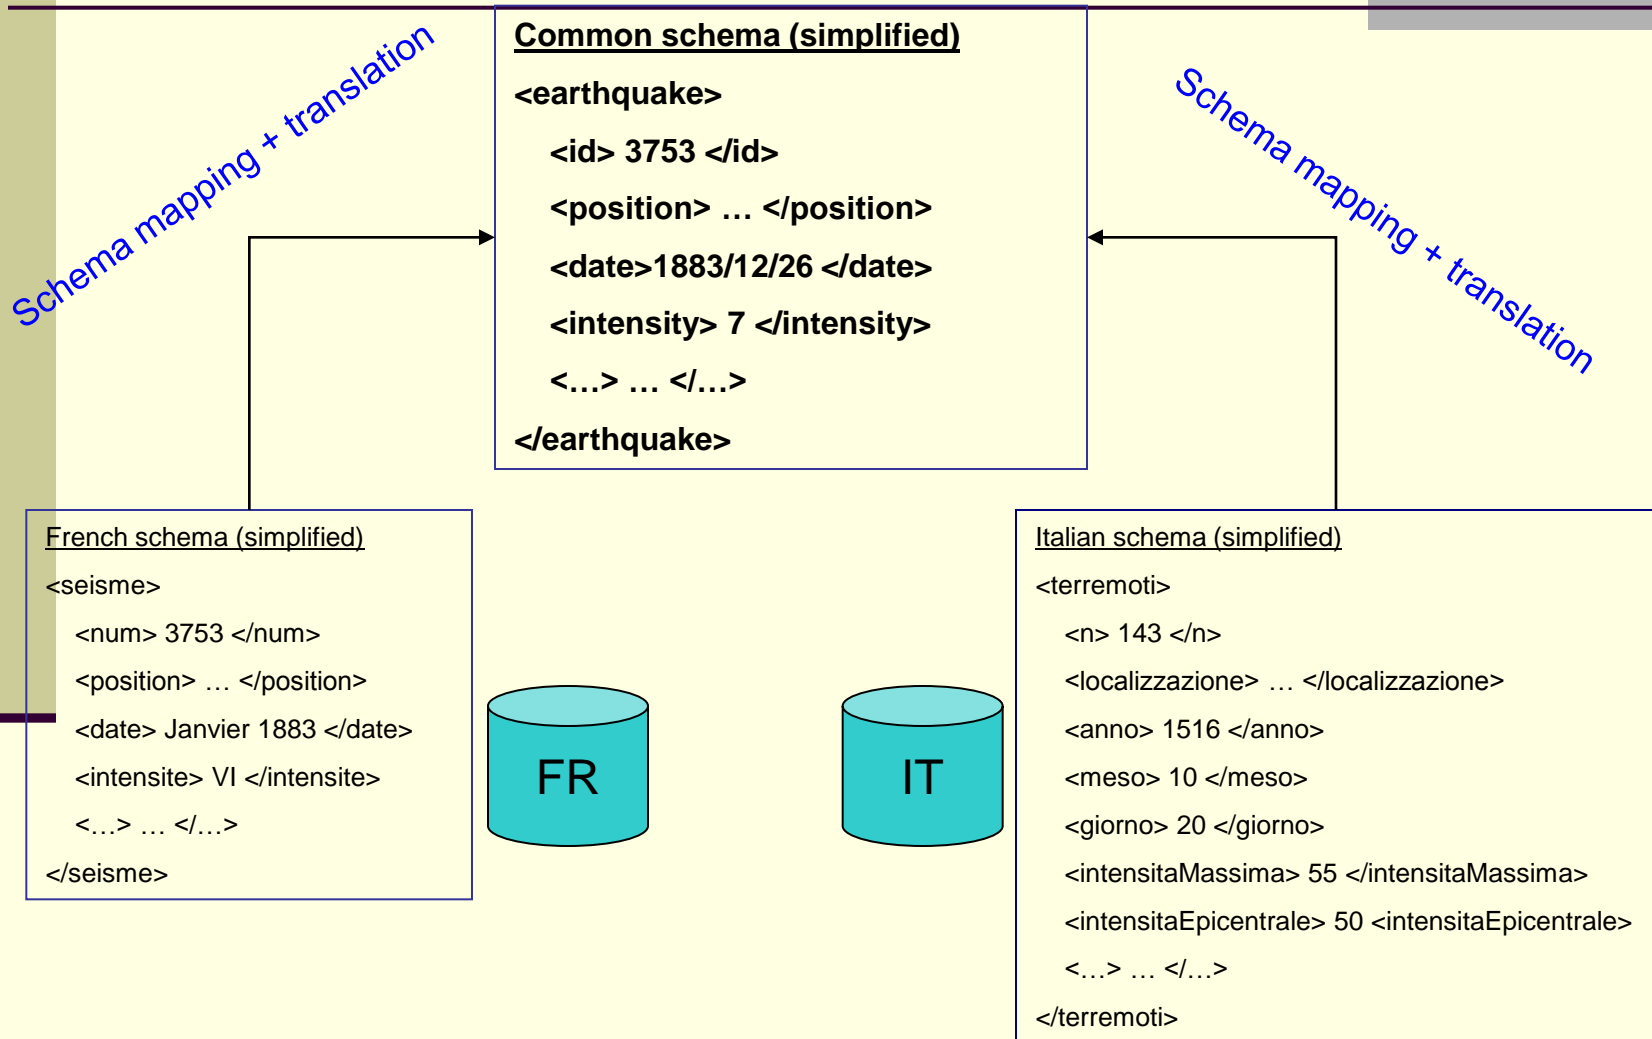 Schema mapping + translation
Common schema (simplified)
<earthquake>
<id> 3753 </id>
<position> … </position>
<date>1883/12/26 </date>
<intensity> 7 </intensity>
<…> … </…>
</earthquake>
Schema mapping + translation
French schema (simplified)
<seisme>
<num> 3753 </num>
<position> … </position>
<date> Janvier 1883 </date>
<intensite> VI </intensite>
<…> … </…>
</seisme>
FR
IT
Italian schema (simplified)
<terremoti>
<n> 143 </n>
<localizzazione> … </localizzazione>
<anno> 1516 </anno>
<meso> 10 </meso>
<giorno> 20 </giorno>
<intensitaMassima> 55 </intensitaMassima>
<intensitaEpicentrale> 50 <intensitaEpicentrale>
<…> … </…>
</terremoti>